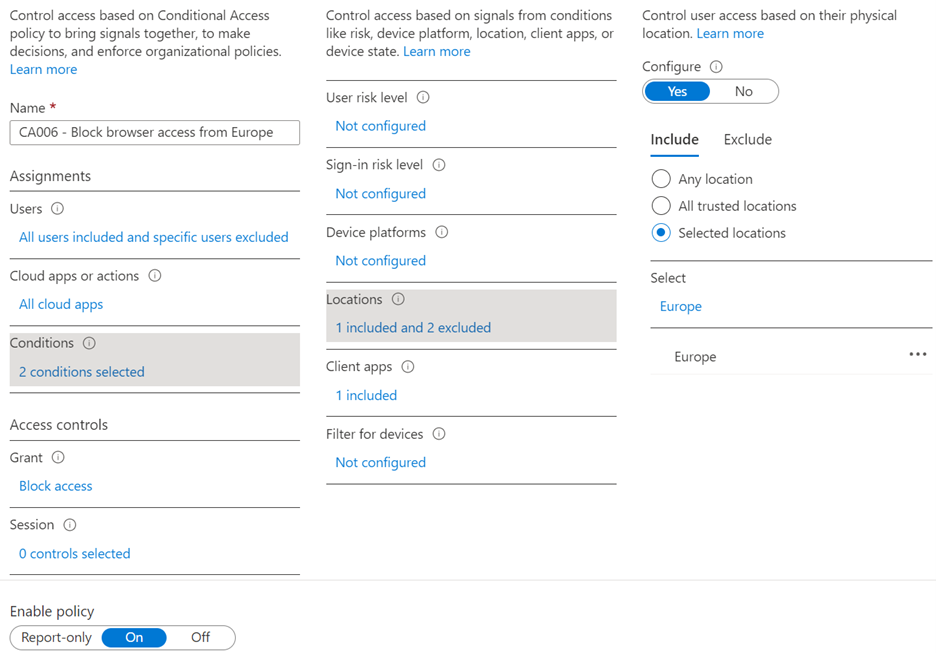 Control access based on Conditional Access
policy to bring signals together, to make
decisions, and enforce organizational policies.
Learn more
Name *
CA006 - Block browser access from Europe
Assignments
Users
All users included and specific users excluded
Cloud apps or actions
All cloud apps
Conditions
2 conditions selected
Access controls
Grant
Block access
Session
0 controls selected
Enable policy
Report-only On Off
Control access based on signals from conditions
like risk, device platform, location, client apps, or
device state. Learn more
User risk level
Not configured
Sign-in risk level
Not configured
Device platforms
Not configured
Locations
1 included and 2 excluded
Client apps
1 included
Filter for devices
Not configured
Control user access based on their physical
location. Learn more
Configure
Yes No
Include Exclude
Any location
All trusted locations
Selected locations
Select
Europe
Europe